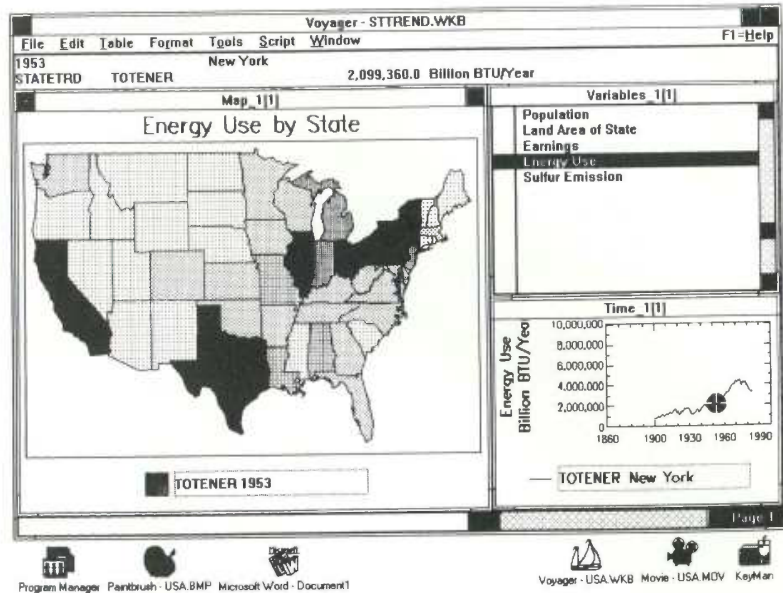 Voyager - STTREND.WKB
File Edit Table Format Tools Script Window F1=Help
1953 New York
STATETRD TOTENER 2,099,360.0 Billion BTU/Year
Map_1[1]
Energy Use by State
TOTENER 1953
Variables_1[1]
Population
Land Area of State
Earnings
Energy Use
Sulfur Emission
Time_1[1]
Energy Use
Billion BTU/Year
10,000,000
8,000,000
6,000,000
4,000,000
2,000,000
0
1860 1900 1930 1960 1990
TOTENER New York
Page 1
Program Manager Paintbrush - USA.BMP Microsoft Word - Document1 Voyager - USA.WKB Movie - USA.MOV KeyMan